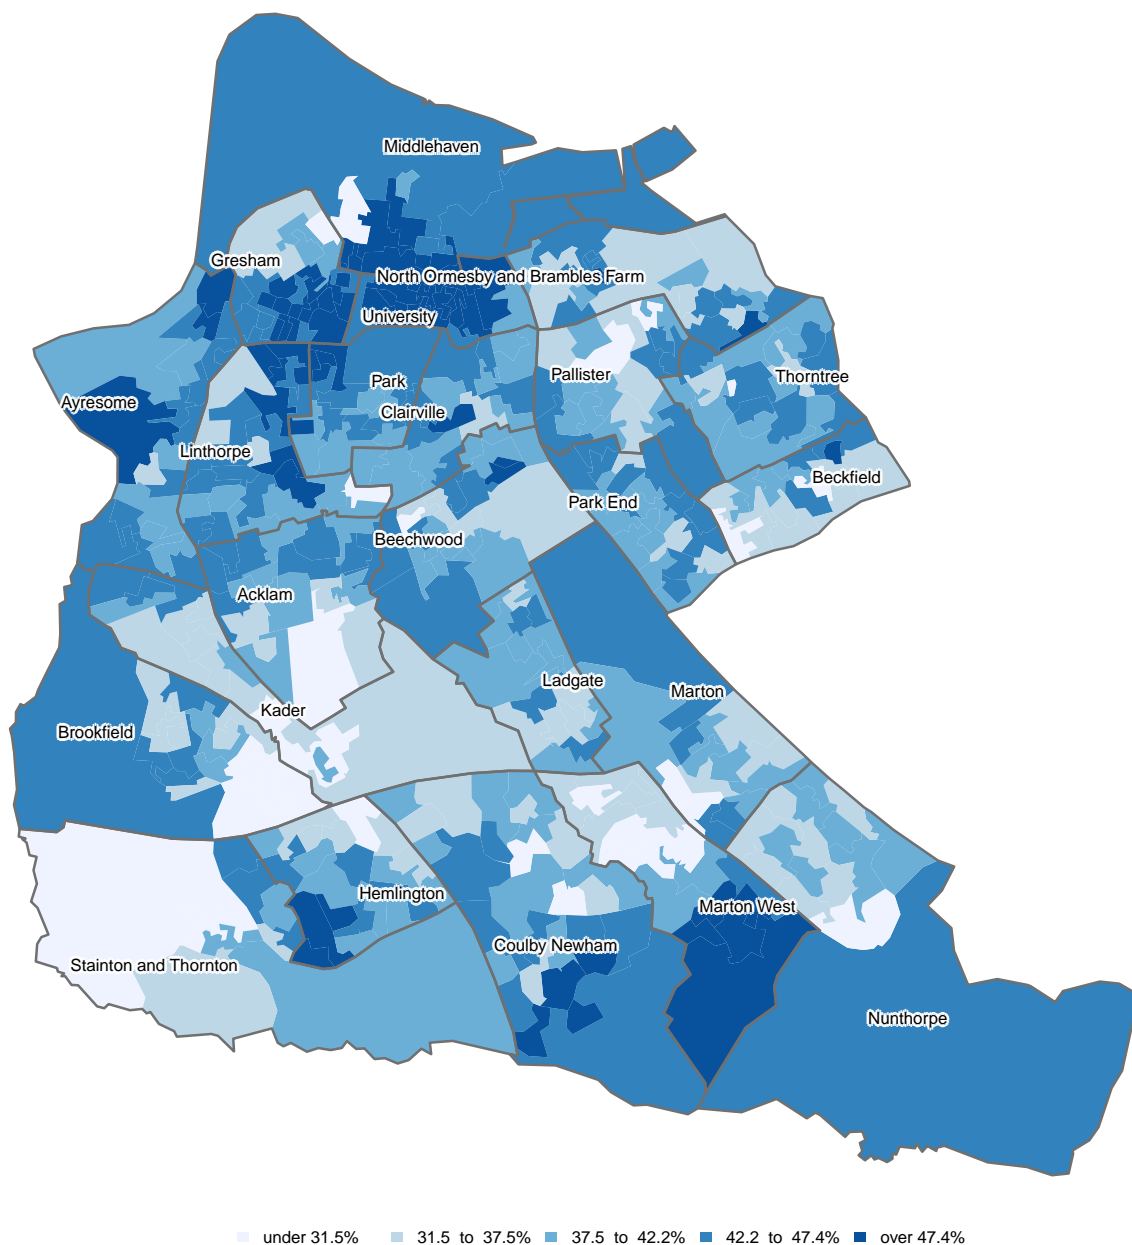 Middlehaven
Gresham
North Ormesby and Brambles Farm
University
Pallister
Thorntree
Park
Ayresome
Clairville
Linthorpe
Beckfield
Park End
Beechwood
Acklam
Ladgate
Marton
Kader
Brookfield
Hemlington
Marton West
Coulby Newham
Stainton and Thornton
Nunthorpe
under 31.5% 31.5 to 37.5% 37.5 to 42.2% 42.2 to 47.4% over 47.4%